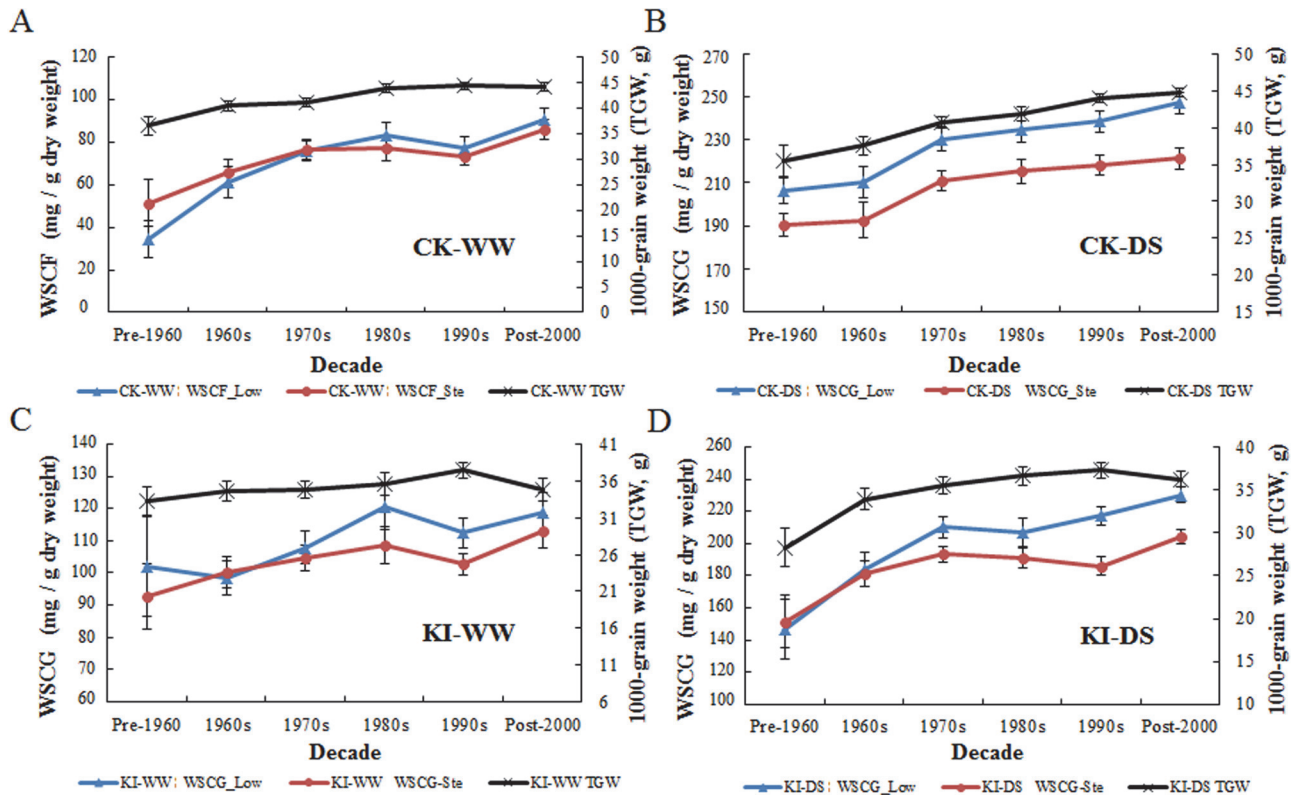 A
WSCF (mg / g dry weight)
120
100
80
60
40
20
0
50
45
40
35
30
25
20
15
10
5
0
1000-grain weight (TGW, g)
CK-WW
Pre-1960 1960s 1970s 1980s 1990s Post-2000
Decade
CK-WW: WSCF_Low CK-WW: WSCF_Ste CK-WW TGW
B
WSCG (mg / g dry weight)
270
250
230
210
190
170
150
50
45
40
35
30
25
20
15
1000-grain weight (TGW, g)
CK-DS
Pre-1960 1960s 1970s 1980s 1990s Post-2000
Decade
CK-DS: WSCG_Low CK-DS WSCG_Ste CK-DS TGW
C
WSCG (mg / g dry weight)
140
130
120
110
100
90
80
70
60
41
36
31
26
21
16
11
6
1000-grain weight (TGW, g)
KI-WW
Pre-1960 1960s 1970s 1980s 1990s Post-2000
Decade
KI-WW: WSCG_Low KI-WW WSCG-Ste KI-WW TGW
D
WSCG (mg / g dry weight)
260
240
220
200
180
160
140
120
100
40
35
30
25
20
15
10
1000-grain weight (TGW, g)
KI-DS
Pre-1960 1960s 1970s 1980s 1990s Post-2000
Decade
KI-DS: WSCG_Low KI-DS WSCG-Ste KI-DS TGW